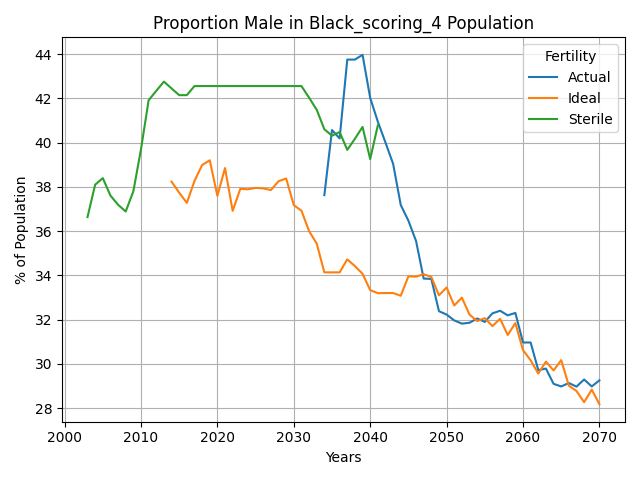 Proportion Male in Black_scoring_4 Population
Fertility
Actual
Ideal
Sterile
% of Population
44
42
40
38
36
34
32
30
28
2000 2010 2020 2030 2040 2050 2060 2070
Years